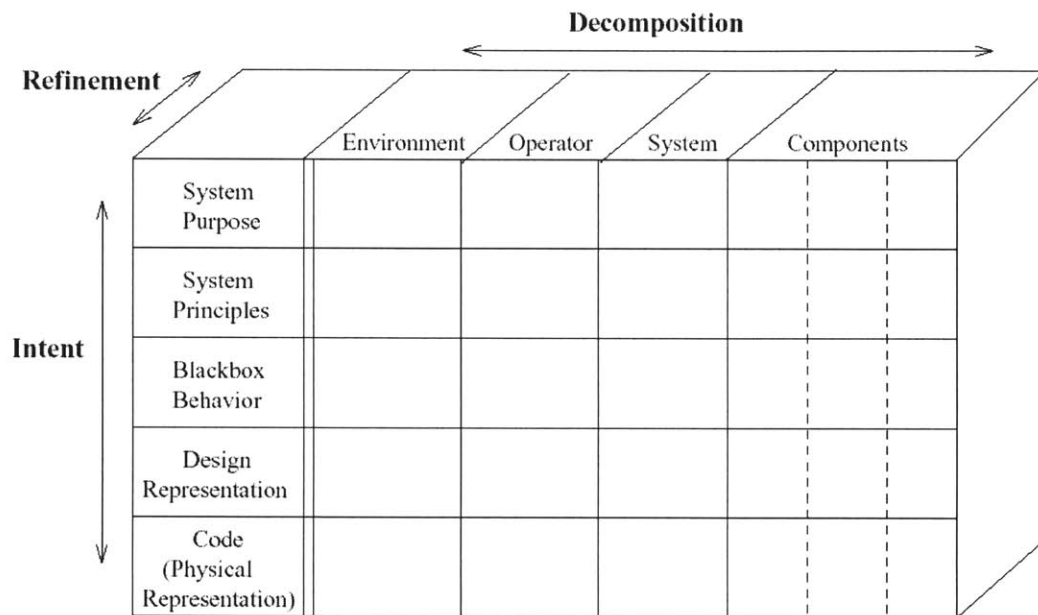 Decomposition
Refinement
Environment Operator System Components
System
Purpose
System
Principles
Intent
Blackbox
Behavior
Design
Representation
Code
(Physical
Representation)